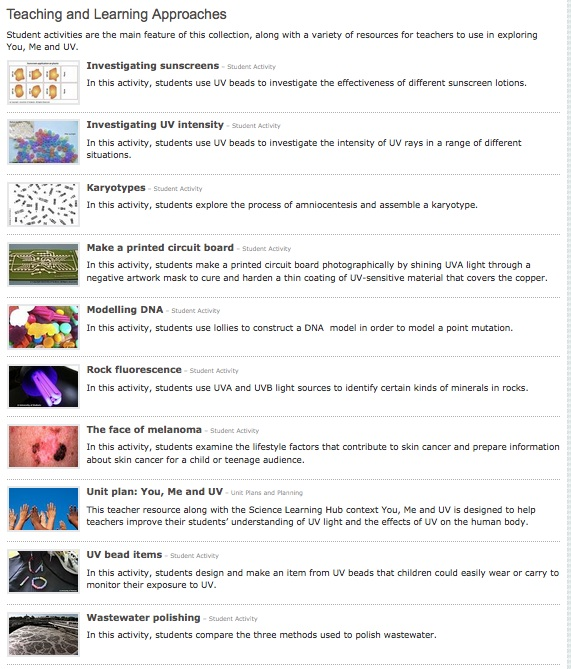 Teaching and Learning Approaches
Student activities are the main feature of this collection, along with a variety of resources for teachers to use in exploring
You, Me and UV.
Investigating sunscreens – Student Activity
In this activity, students use UV beads to investigate the effectiveness of different sunscreen lotions.
Investigating UV intensity – Student Activity
In this activity, students use UV beads to investigate the intensity of UV rays in a range of different
situations.
Karyotypes – Student Activity
In this activity, students explore the process of amniocentesis and assemble a karyotype.
Make a printed circuit board – Student Activity
In this activity, students make a printed circuit board photographically by shining UVA light through a
negative artwork mask to cure and harden a thin coating of UV-sensitive material that covers the copper.
Modelling DNA – Student Activity
In this activity, students use lollies to construct a DNA model in order to model a point mutation.
Rock fluorescence – Student Activity
In this activity, students use UVA and UVB light sources to identify certain kinds of minerals in rocks.
The face of melanoma – Student Activity
In this activity, students examine the lifestyle factors that contribute to skin cancer and prepare information
about skin cancer for a child or teenage audience.
Unit plan: You, Me and UV – Unit Plans and Planning
This teacher resource along with the Science Learning Hub context You, Me and UV is designed to help
teachers improve their students’ understanding of UV light and the effects of UV on the human body.
UV bead items – Student Activity
In this activity, students design and make an item from UV beads that children could easily wear or carry to
monitor their exposure to UV.
Wastewater polishing – Student Activity
In this activity, students compare the three methods used to polish wastewater.